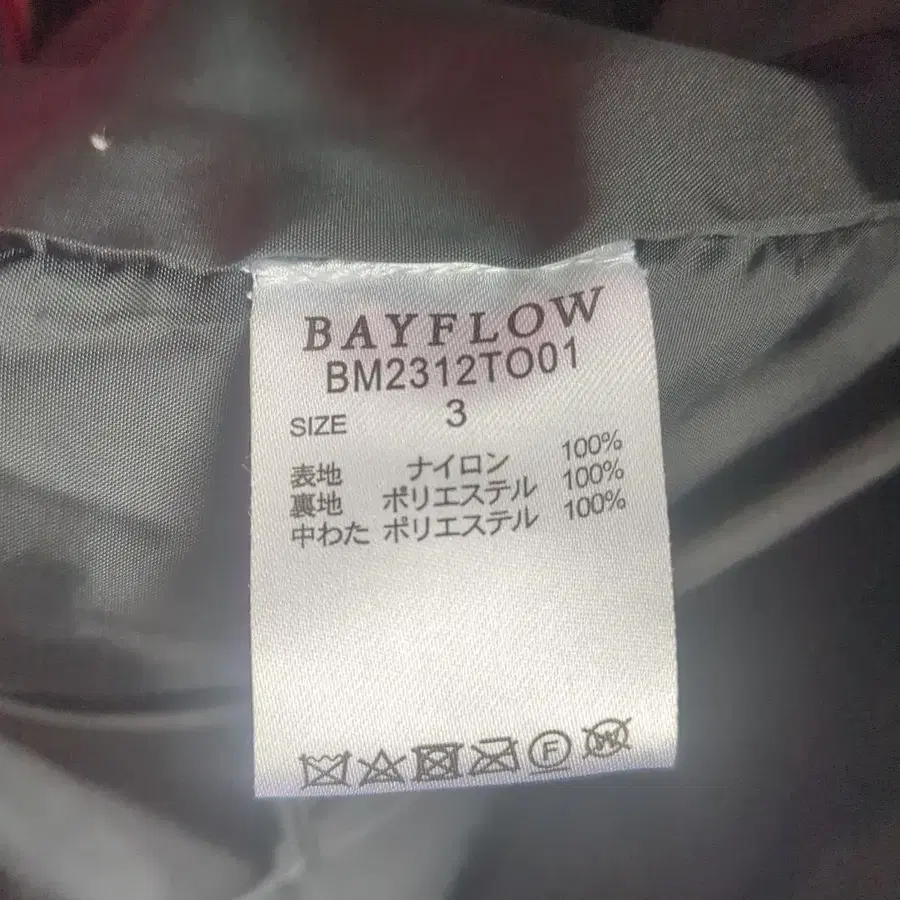 BAYFLOW
BM2312TO01
SIZE 3
表地 ナイロン 100%
裏地 ポリエステル 100%
中わた ポリエステル 100%
F
W